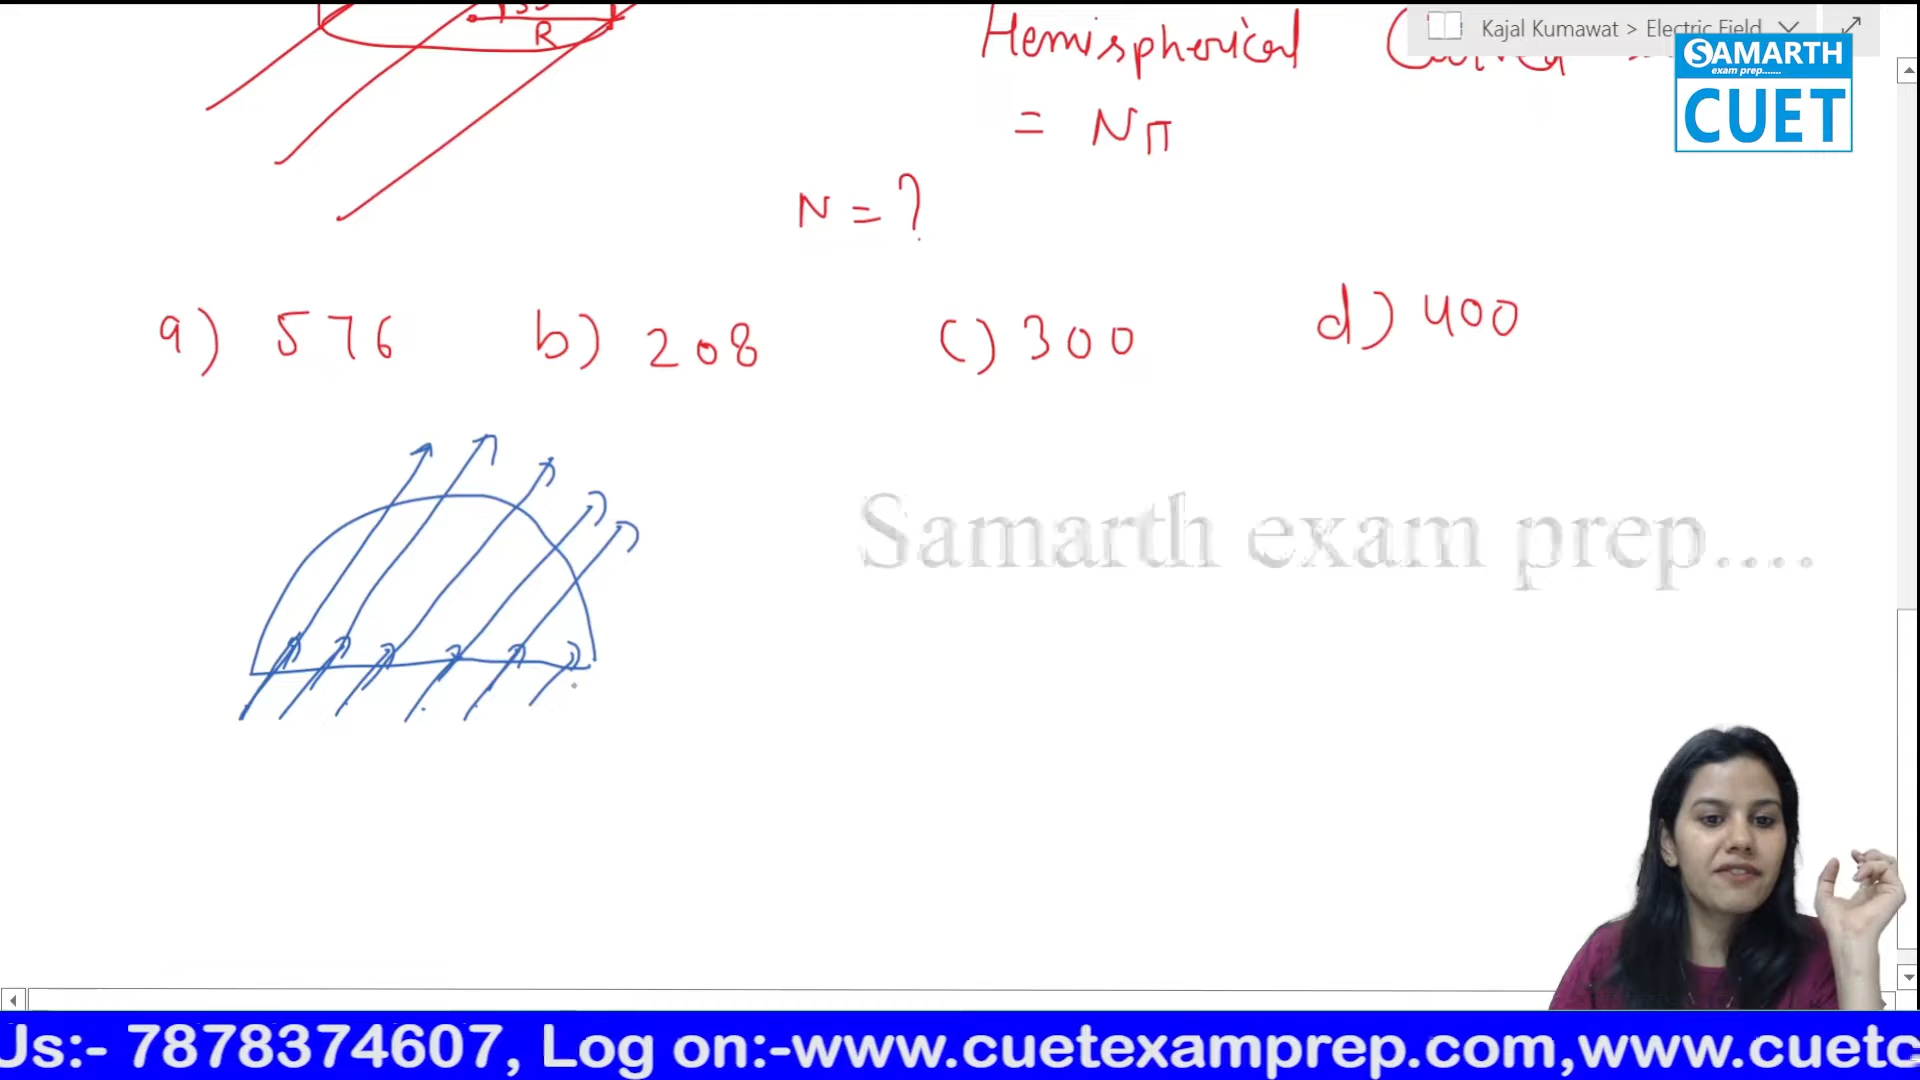 R
Hemispherical
Kajal Kumawat > Electric Field
SAMARTH
exam prep.......
CUET
= Nπ
N = ?
a) 576 b) 208 c) 300 d) 400
Samarth exam prep....
Us:- 7878374607, Log on:-www.cuetexamprep.com,www.cuetc